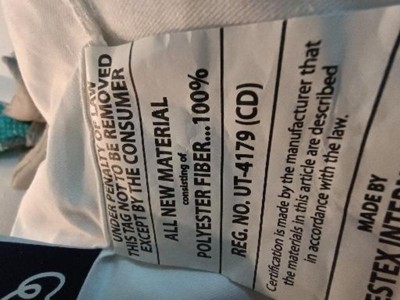 UNDER PENALTY OF LAW
THIS TAG NOT TO BE REMOVED
EXCEPT BY THE CONSUMER
ALL NEW MATERIAL
consisting of
POLYESTER FIBER...100%
REG. NO. UT-4179 (CD)
Certification is made by the manufacturer that
the materials in this article are described
in accordance with the law.
MADE BY
ESTEX INTERN